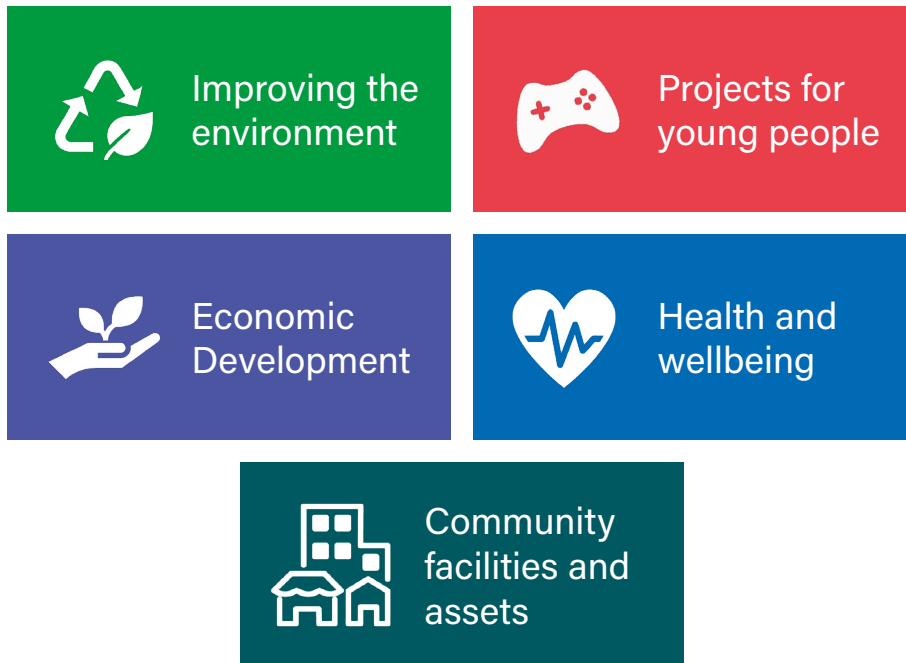 Improving the
environment
Projects for
young people
Economic
Development
Health and
wellbeing
Community
facilities and
assets